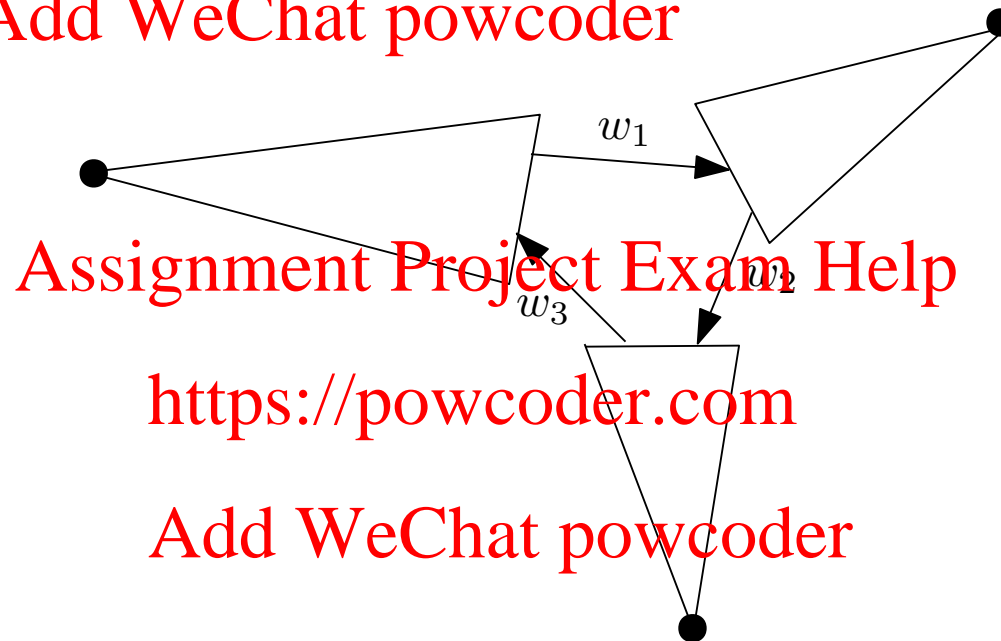 Add WeChat powcoder
w1
Assignment Project Exam Help
w2
w3
https://powcoder.com
Add WeChat powcoder